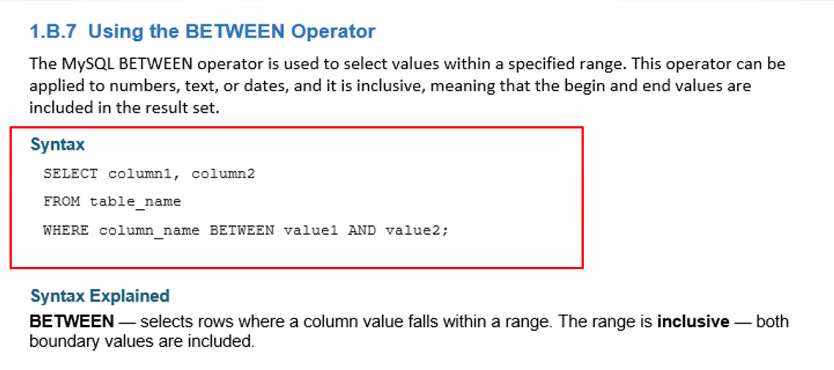 1.B.7 Using the BETWEEN Operator
The MySQL BETWEEN operator is used to select values within a specified range. This operator can be
applied to numbers, text, or dates, and it is inclusive, meaning that the begin and end values are
included in the result set.
Syntax
SELECT column1, column2
FROM table_name
WHERE column_name BETWEEN value1 AND value2;
Syntax Explained
BETWEEN — selects rows where a column value falls within a range. The range is inclusive — both
boundary values are included.